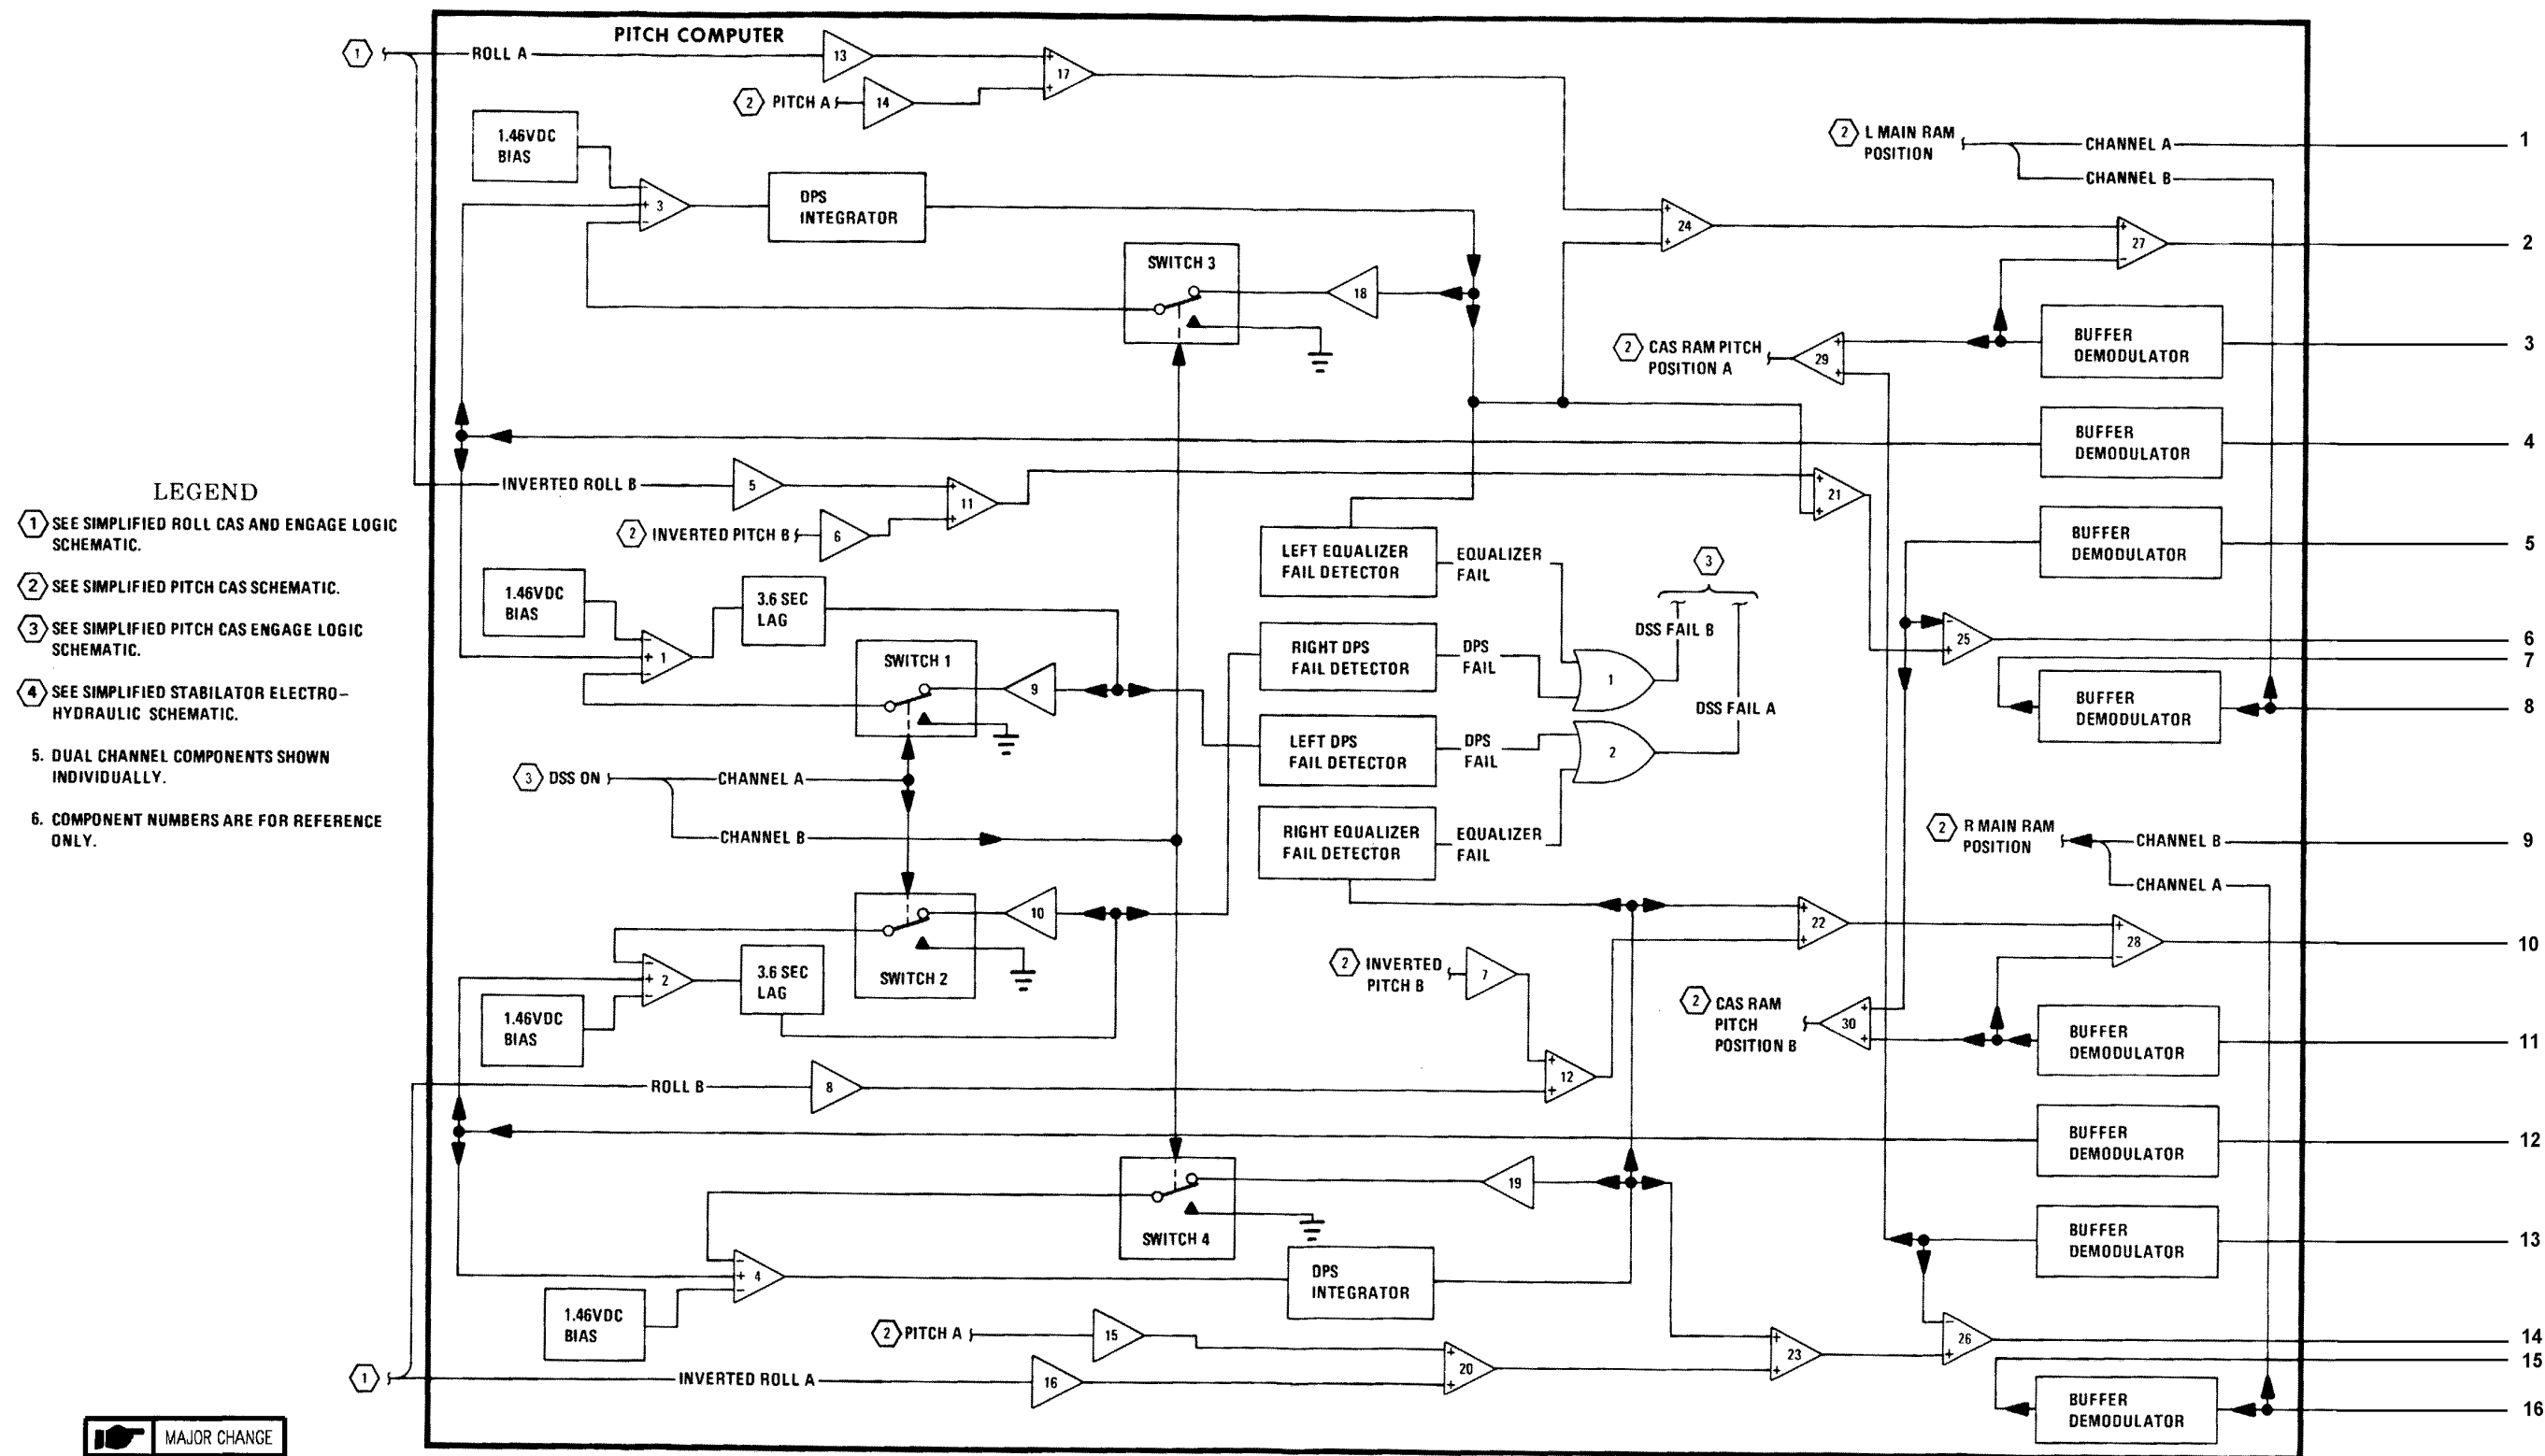 PITCH COMPUTER
1
ROLL A
13
17
2
PITCH A
14
1.46VDC
BIAS
3
DPS
INTEGRATOR
SWITCH 3
18
2
L MAIN RAM
POSITION
CHANNEL A
1
CHANNEL B
24
27
2
2
CAS RAM PITCH
POSITION A
29
BUFFER
DEMODULATOR
3
BUFFER
DEMODULATOR
4
INVERTED ROLL B
5
11
2
INVERTED PITCH B
6
21
BUFFER
DEMODULATOR
5
LEGEND
1 SEE SIMPLIFIED ROLL CAS AND ENGAGE LOGIC
SCHEMATIC.
2 SEE SIMPLIFIED PITCH CAS SCHEMATIC.
3 SEE SIMPLIFIED PITCH CAS ENGAGE LOGIC
SCHEMATIC.
4 SEE SIMPLIFIED STABILATOR ELECTRO–
HYDRAULIC SCHEMATIC.
5. DUAL CHANNEL COMPONENTS SHOWN
INDIVIDUALLY.
6. COMPONENT NUMBERS ARE FOR REFERENCE
ONLY.
1.46VDC
BIAS
1
3.6 SEC
LAG
SWITCH 1
9
LEFT EQUALIZER
FAIL DETECTOR
EQUALIZER
FAIL
3
RIGHT DPS
FAIL DETECTOR
DPS
FAIL
1
DSS FAIL B
LEFT DPS
FAIL DETECTOR
DPS
FAIL
2
DSS FAIL A
RIGHT EQUALIZER
FAIL DETECTOR
EQUALIZER
FAIL
25
6
7
BUFFER
DEMODULATOR
8
3
DSS ON
CHANNEL A
CHANNEL B
2
R MAIN RAM
POSITION
CHANNEL B
9
CHANNEL A
SWITCH 2
10
2
3.6 SEC
LAG
1.46VDC
BIAS
22
28
10
2
INVERTED
PITCH B
7
2
CAS RAM
PITCH
POSITION B
30
BUFFER
DEMODULATOR
11
ROLL B
8
12
BUFFER
DEMODULATOR
12
SWITCH 4
19
BUFFER
DEMODULATOR
13
4
DPS
INTEGRATOR
1.46VDC
BIAS
2
PITCH A
15
20
23
26
14
15
1
INVERTED ROLL A
16
BUFFER
DEMODULATOR
16
MAJOR CHANGE